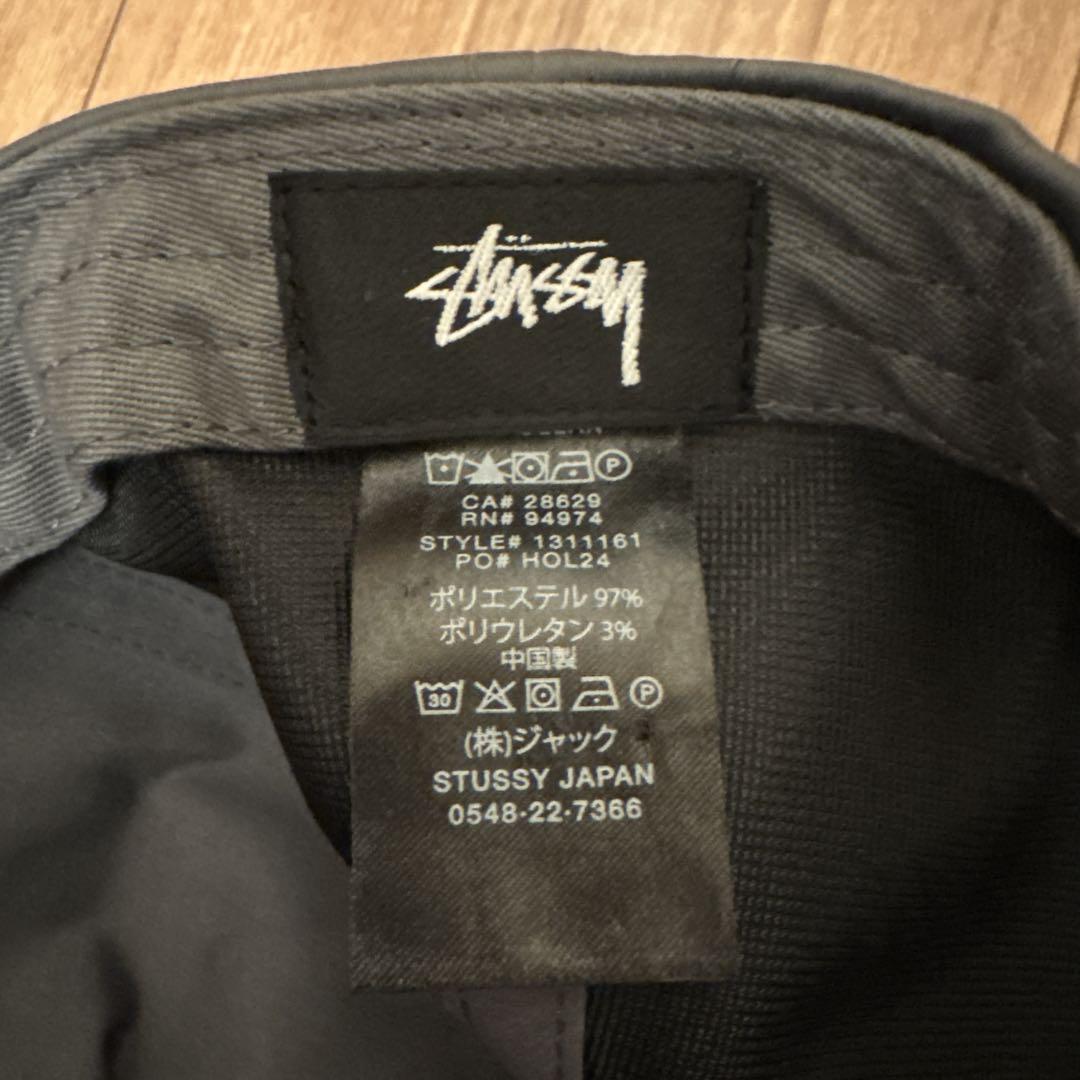 Stüssy
CA# 28629
RN# 94974
STYLE# 1311161
PO# HOL24
ポリエステル 97%
ポリウレタン 3%
中国製
30
P
(株)ジャック
STUSSY JAPAN
0548・22・7366